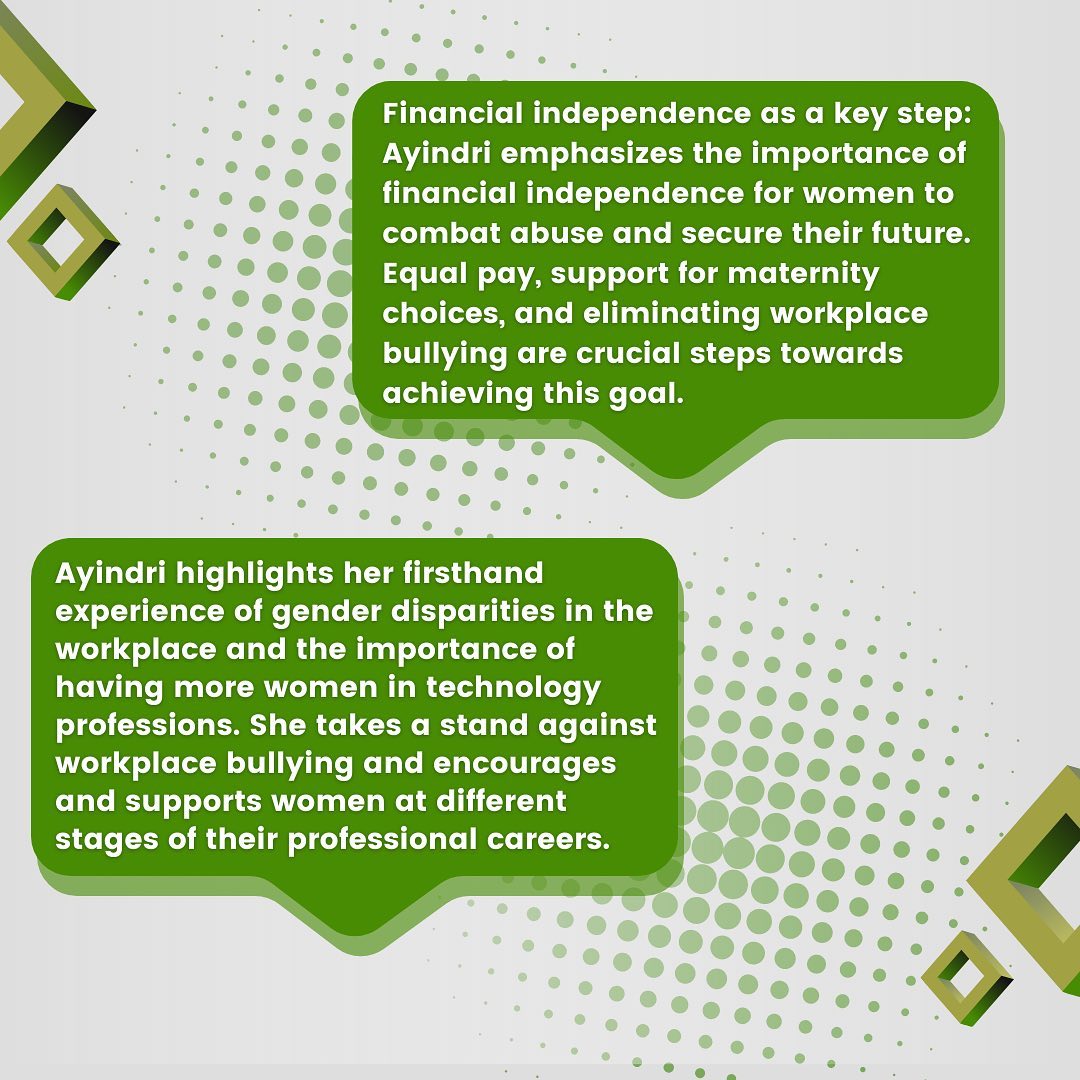 Financial independence as a key step:
Ayindri emphasizes the importance of
financial independence for women to
combat abuse and secure their future.
Equal pay, support for maternity
choices, and eliminating workplace
bullying are crucial steps towards
achieving this goal.
Ayindri highlights her firsthand
experience of gender disparities in the
workplace and the importance of
having more women in technology
professions. She takes a stand against
workplace bullying and encourages
and supports women at different
stages of their professional careers.